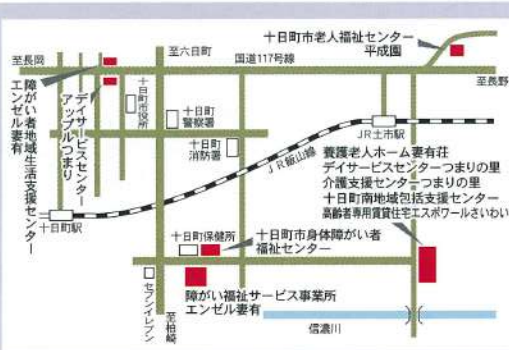 十日町市老人福祉センター
平成園
至長岡
至六日町
国道117号線
至長野
障がい者地域生活支援センター
エンゼル妻有
デイサービスセンター
アップルつまり
十日町市役所
十日町
警察署
十日町
消防署
JR飯山線
JR土市駅
養護老人ホーム妻有荘
デイサービスセンターつまりの里
介護支援センターつまりの里
十日町南地域包括支援センター
高齢者専用賃貸住宅エスポワールさいわい
十日町駅
十日町保健所
十日町市身体障がい者
福祉センター
セブンイレブン
至柏崎
障がい福祉サービス事業所
エンゼル妻有
信濃川